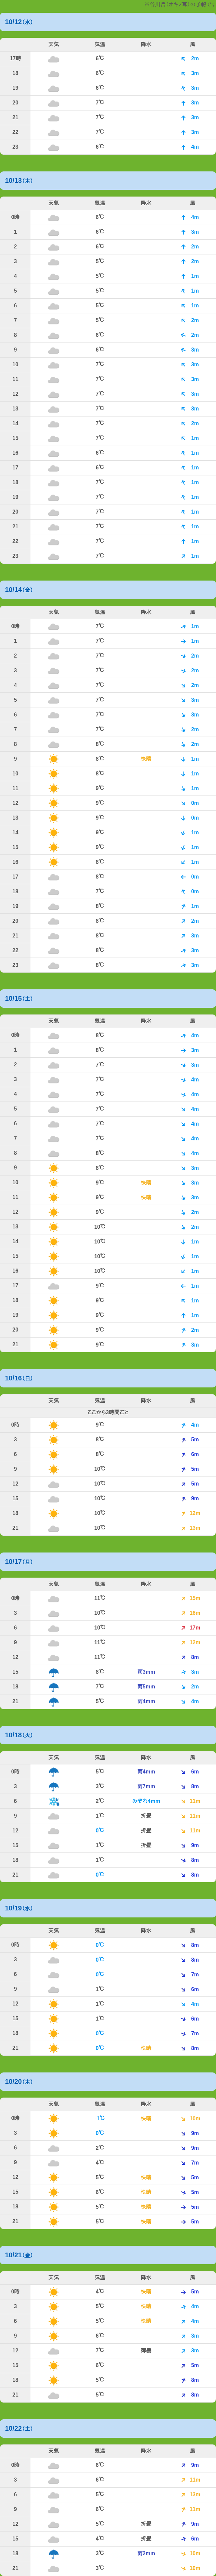 10/12(水)
天気 気温 降水 風
17時 6℃ 2m
18 6℃ 3m
19 6℃ 3m
20 7℃ 3m
21 7℃ 3m
22 7℃ 3m
23 6℃ 4m
10/13(木)
天気 気温 降水 風
0時 6℃ 4m
1 6℃ 3m
2 6℃ 2m
3 5℃ 2m
4 5℃ 1m
5 5℃ 1m
6 5℃ 1m
7 5℃ 2m
8 6℃ 2m
9 6℃ 3m
10 7℃ 3m
11 7℃ 3m
12 7℃ 3m
13 7℃ 3m
14 7℃ 2m
15 7℃ 1m
16 6℃ 1m
17 6℃ 1m
18 7℃ 1m
19 7℃ 1m
20 7℃ 1m
21 7℃ 1m
22 7℃ 1m
23 7℃ 1m
10/14(金)
天気 気温 降水 風
0時 7℃ 1m
1 7℃ 1m
2 7℃ 2m
3 7℃ 2m
4 7℃ 2m
5 7℃ 3m
6 7℃ 3m
7 7℃ 2m
8 8℃ 2m
9 8℃ 快晴 1m
10 8℃ 1m
11 9℃ 1m
12 9℃ 0m
13 9℃ 0m
14 9℃ 1m
15 9℃ 1m
16 8℃ 1m
17 8℃ 0m
18 7℃ 0m
19 8℃ 1m
20 8℃ 2m
21 8℃ 3m
22 8℃ 3m
23 8℃ 3m
10/15(土)
天気 気温 降水 風
0時 8℃ 4m
1 8℃ 3m
2 7℃ 3m
3 7℃ 4m
4 7℃ 4m
5 7℃ 4m
6 7℃ 4m
7 7℃ 4m
8 8℃ 4m
9 8℃ 3m
10 9℃ 快晴 3m
11 9℃ 快晴 3m
12 9℃ 2m
13 10℃ 2m
14 10℃ 1m
15 10℃ 1m
16 10℃ 1m
17 9℃ 1m
18 9℃ 1m
19 9℃ 1m
20 9℃ 2m
21 9℃ 3m
10/16(日)
天気 気温 降水 風
ここから3時間ごと
0時 9℃ 4m
3 8℃ 5m
6 8℃ 6m
9 10℃ 5m
12 10℃ 5m
15 10℃ 9m
18 10℃ 12m
21 10℃ 13m
10/17(月)
天気 気温 降水 風
0時 11℃ 15m
3 10℃ 16m
6 10℃ 17m
9 11℃ 12m
12 11℃ 8m
15 8℃ 雨3mm 3m
18 7℃ 雨5mm 2m
21 5℃ 雨4mm 4m
10/18(火)
天気 気温 降水 風
0時 5℃ 雨4mm 6m
3 3℃ 雨7mm 8m
6 2℃ みぞれ4mm 11m
9 1℃ 折曇 11m
12 0℃ 折曇 11m
15 1℃ 折曇 9m
18 1℃ 8m
21 0℃ 8m
10/19(水)
天気 気温 降水 風
0時 0℃ 8m
3 0℃ 8m
6 0℃ 7m
9 1℃ 6m
12 1℃ 4m
15 1℃ 6m
18 0℃ 7m
21 0℃ 快晴 8m
10/20(木)
天気 気温 降水 風
0時 -1℃ 快晴 10m
3 0℃ 9m
6 2℃ 9m
9 4℃ 7m
12 5℃ 快晴 5m
15 6℃ 快晴 5m
18 5℃ 快晴 5m
21 5℃ 快晴 5m
10/21(金)
天気 気温 降水 風
0時 4℃ 快晴 5m
3 5℃ 快晴 4m
6 5℃ 快晴 4m
9 6℃ 3m
12 7℃ 薄曇 3m
15 6℃ 5m
18 5℃ 8m
21 5℃ 8m
10/22(土)
天気 気温 降水 風
0時 6℃ 9m
3 6℃ 11m
6 5℃ 13m
9 6℃ 11m
12 5℃ 折曇 9m
15 4℃ 折曇 6m
18 3℃ 雨2mm 10m
21 3℃ 10m